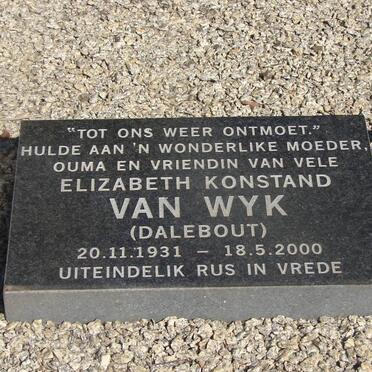 "TOT ONS WEER ONTMOET."
HULDE AAN 'N WONDERLIKE MOEDER,
OUMA EN VRIENDIN VAN VELE
ELIZABETH KONSTAND
VAN WYK
(DALEBOUT)
20.11.1931 – 18.5.2000
UITEINDELIK RUS IN VREDE